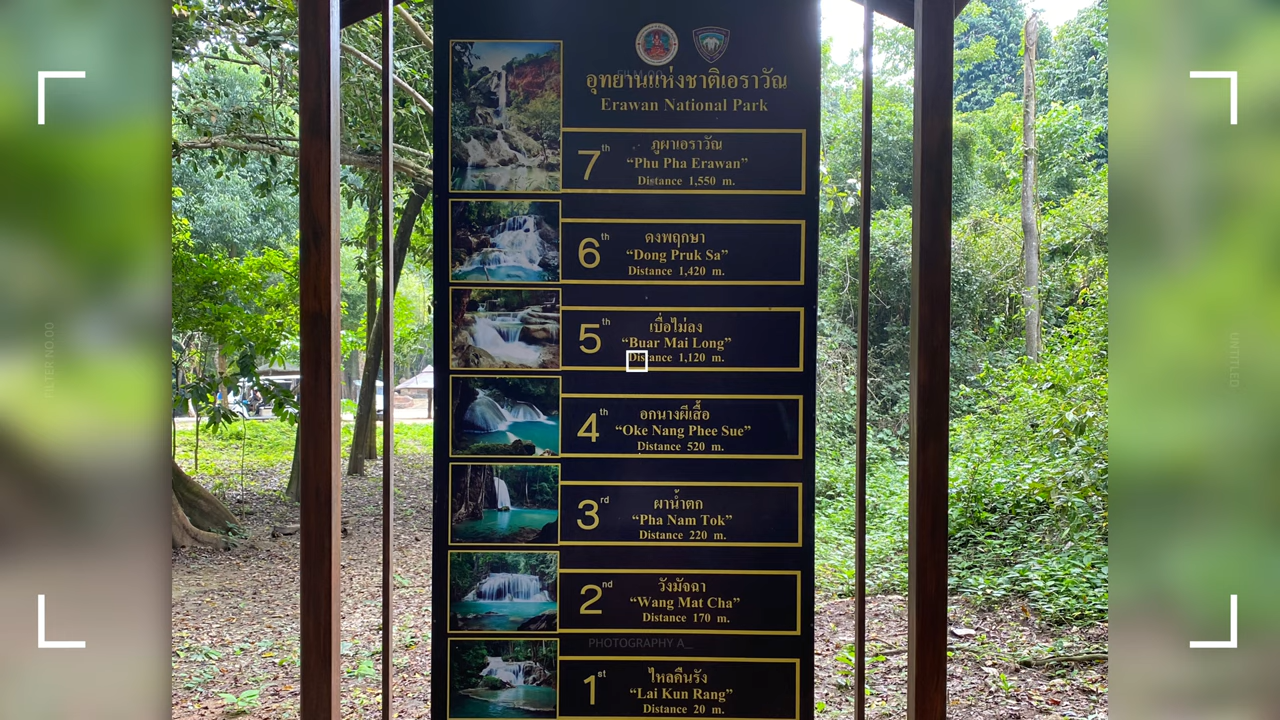 อุทยานแห่งชาติเอราวัณ
Erawan National Park
7th
ภูผาเอราวัณ
“Phu Pha Erawan”
Distance 1,550 m.
6th
ดงพฤกษา
“Dong Pruk Sa”
Distance 1,420 m.
5th
เบื่อไม่ลง
“Buar Mai Long”
Distance 1,120 m.
4th
อกนางผีเสื้อ
“Oke Nang Phee Sue”
Distance 520 m.
3rd
ผาน้ำตก
“Pha Nam Tok”
Distance 220 m.
2nd
วังมัจฉา
“Wang Mat Cha”
Distance 170 m.
PHOTOGRAPHY A_
1st
ไหลคืนรัง
“Lai Kun Rang”
Distance 20 m.
FILTER NO.00
UNTITLED